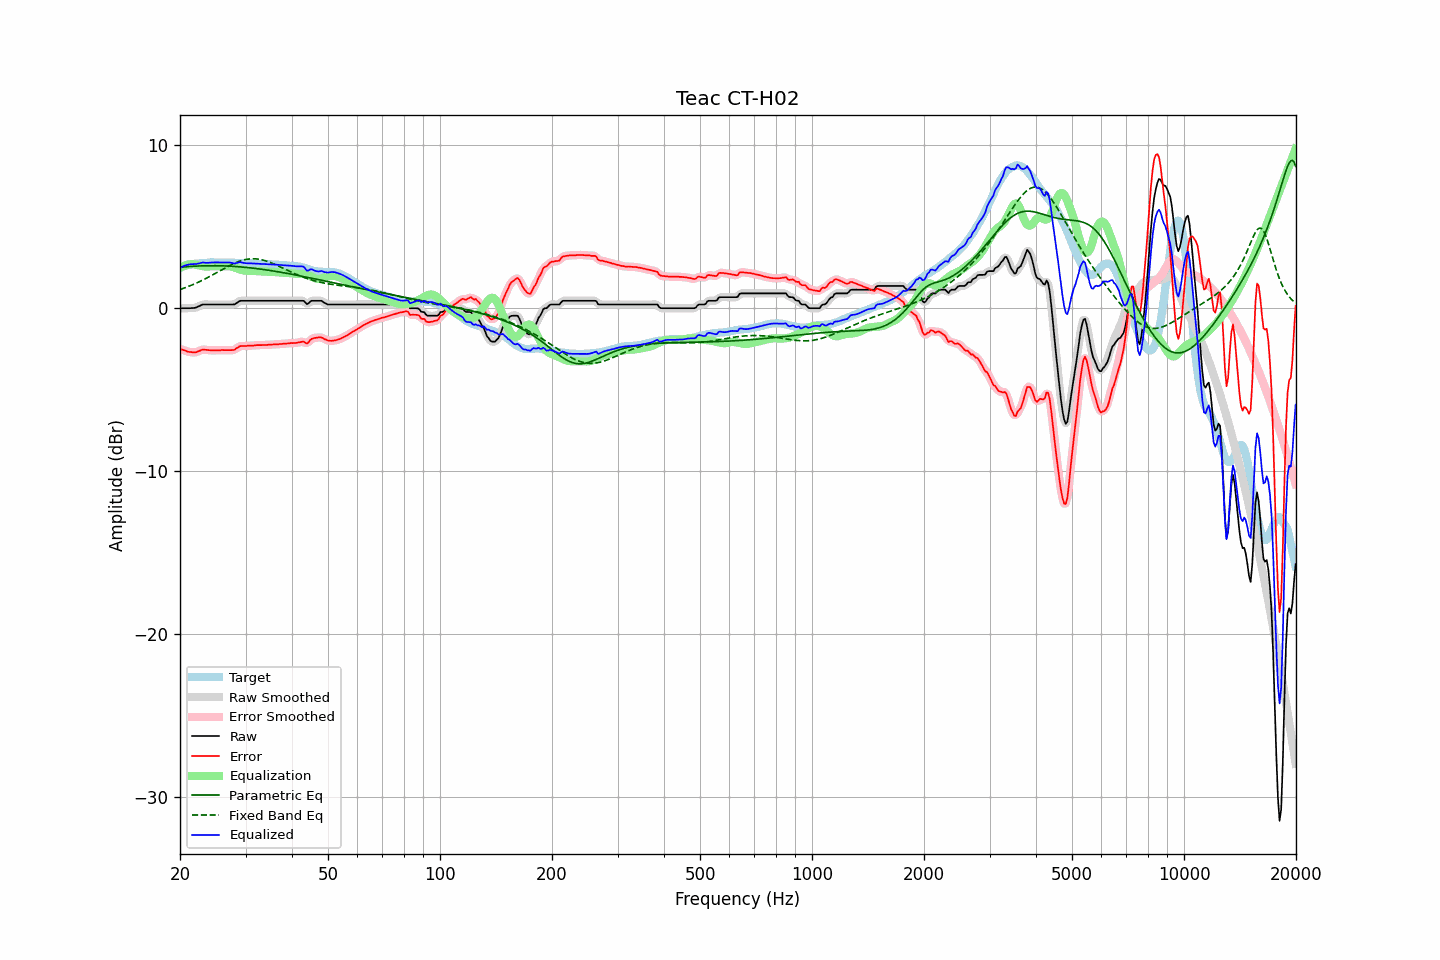 Teac CT-H02
Amplitude (dBr)
10
0
−10
−20
−30
Target
Raw Smoothed
Error Smoothed
Raw
Error
Equalization
Parametric Eq
Fixed Band Eq
Equalized
20 50 100 200 500 1000 2000 5000 10000 20000
Frequency (Hz)